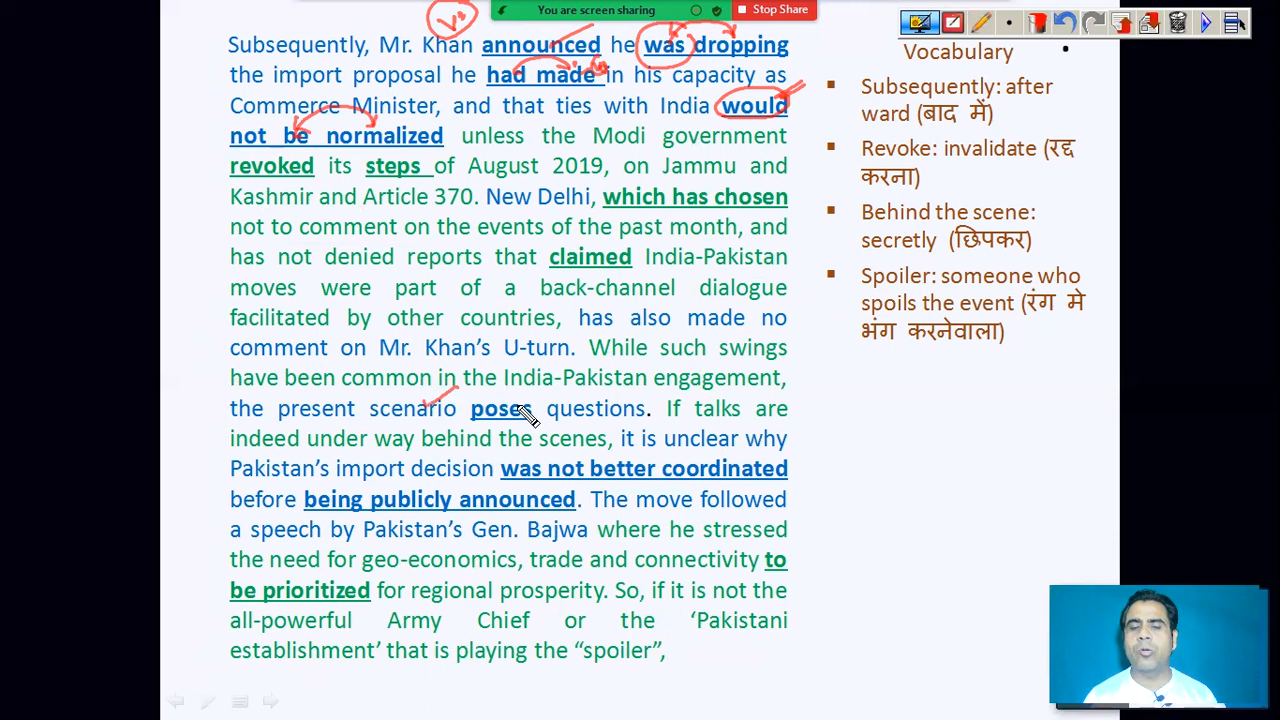 You are screen sharing
Stop Share
V³
Subsequently, Mr. Khan announced he was dropping
the import proposal he had made in his capacity as
Commerce Minister, and that ties with India would
not be normalized unless the Modi government
revoked its steps of August 2019, on Jammu and
Kashmir and Article 370. New Delhi, which has chosen
not to comment on the events of the past month, and
has not denied reports that claimed India-Pakistan
moves were part of a back-channel dialogue
facilitated by other countries, has also made no
comment on Mr. Khan’s U-turn. While such swings
have been common in the India-Pakistan engagement,
the present scenario poses questions. If talks are
indeed under way behind the scenes, it is unclear why
Pakistan’s import decision was not better coordinated
before being publicly announced. The move followed
a speech by Pakistan’s Gen. Bajwa where he stressed
the need for geo-economics, trade and connectivity to
be prioritized for regional prosperity. So, if it is not the
all-powerful Army Chief or the ‘Pakistani
establishment’ that is playing the “spoiler”,
Vocabulary
▪ Subsequently: after
ward (बाद में)
▪ Revoke: invalidate (रद्द
करना)
▪ Behind the scene:
secretly (छिपकर)
▪ Spoiler: someone who
spoils the event (रंग मे
भंग करनेवाला)